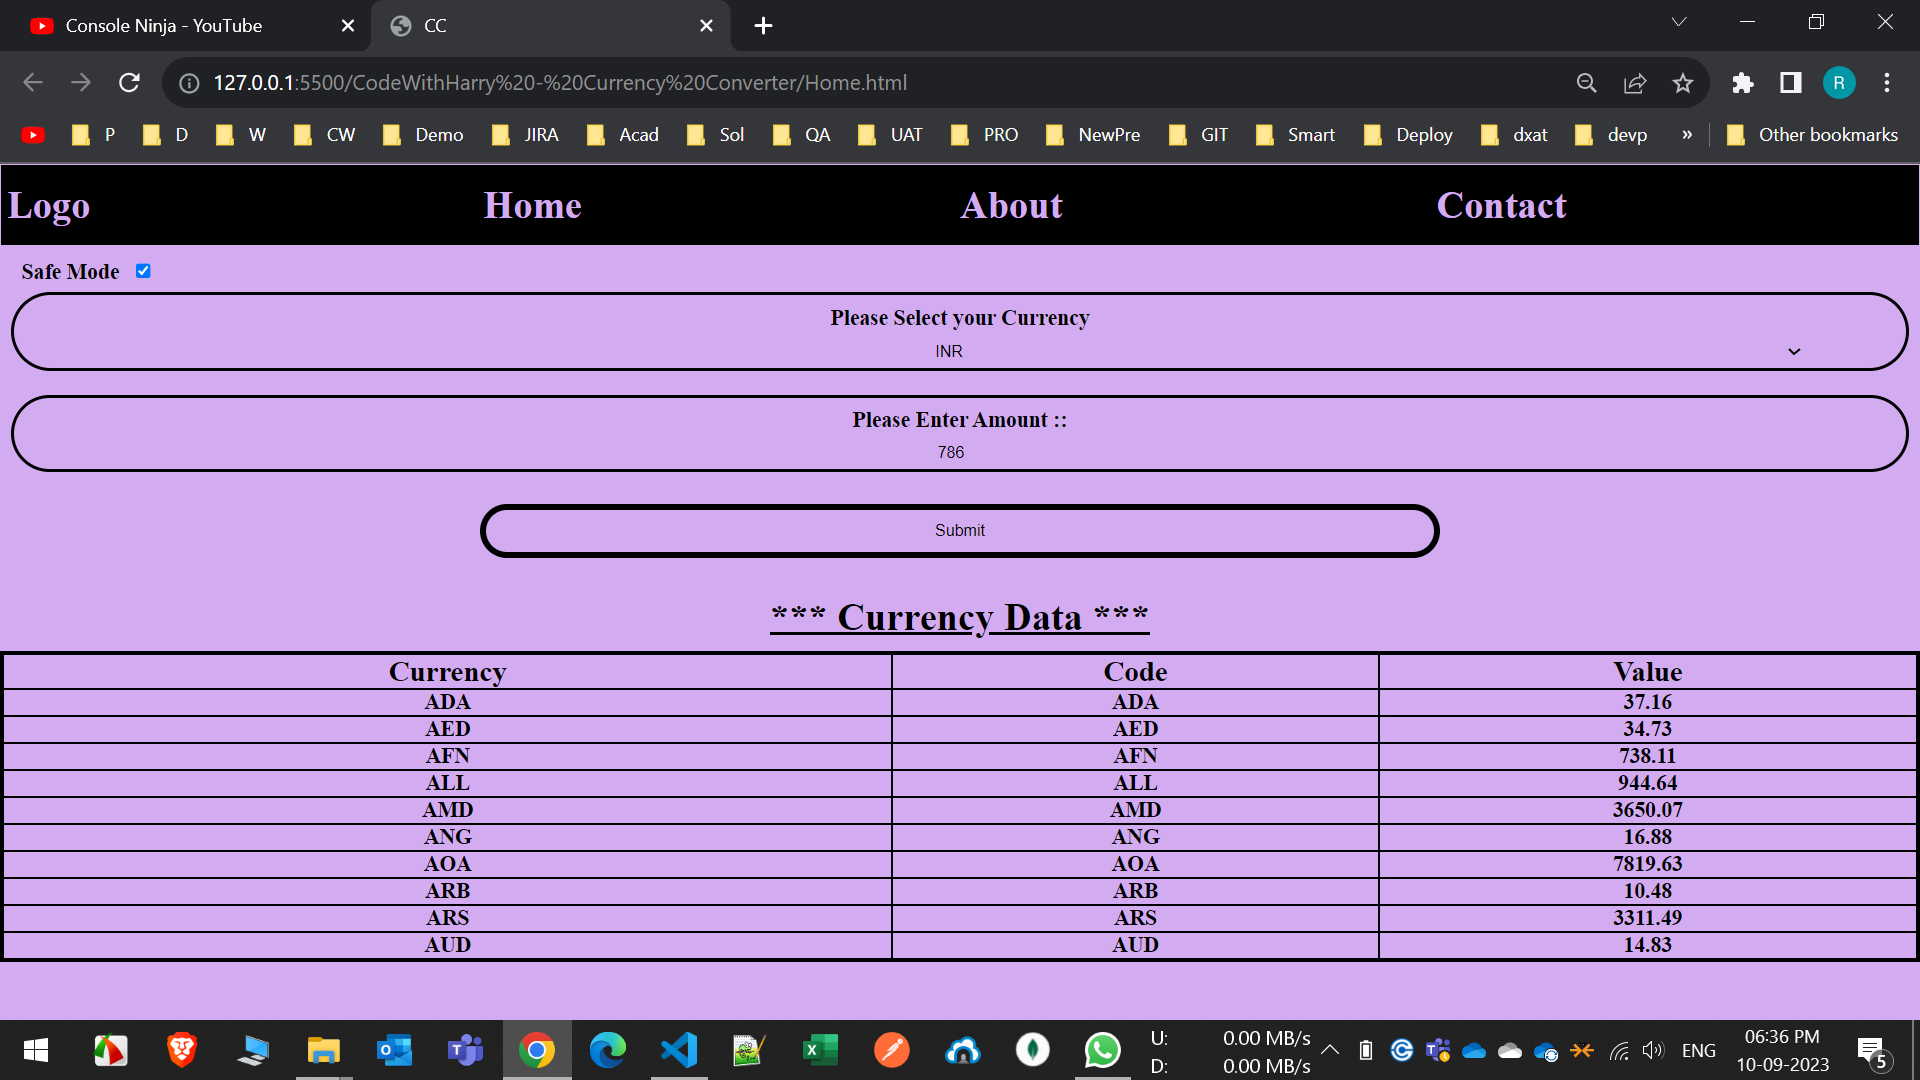 Console Ninja - YouTube
CC
127.0.0.1:5500/CodeWithHarry%20-%20Currency%20Converter/Home.html
R
P D W CW Demo JIRA Acad Sol QA UAT PRO NewPre GIT Smart Deploy dxat devp » Other bookmarks
Logo Home About Contact
Safe Mode
Please Select your Currency
INR
Please Enter Amount ::
786
Submit
*** Currency Data ***
Currency Code Value
ADA ADA 37.16
AED AED 34.73
AFN AFN 738.11
ALL ALL 944.64
AMD AMD 3650.07
ANG ANG 16.88
AOA AOA 7819.63
ARB ARB 10.48
ARS ARS 3311.49
AUD AUD 14.83
U: 0.00 MB/s
D: 0.00 MB/s
ENG
06:36 PM
10-09-2023
5